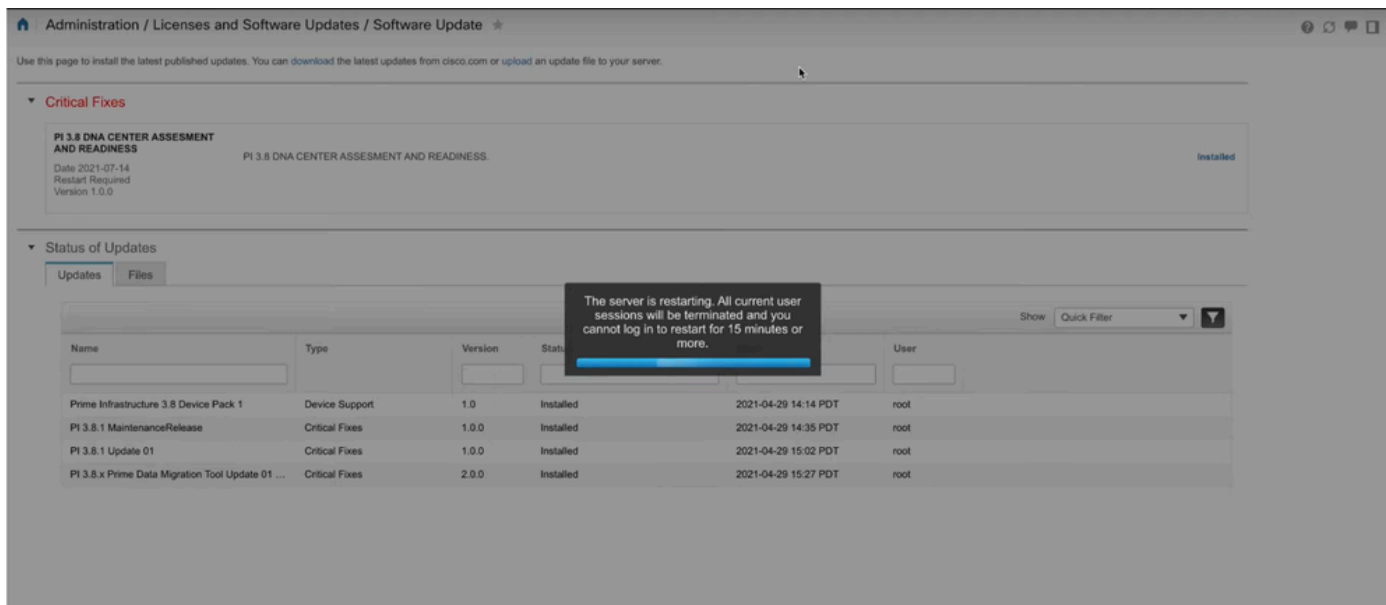 Administration / Licenses and Software Updates / Software Update
Use this page to install the latest published updates. You can download the latest updates from cisco.com or upload an update file to your server.
Critical Fixes
PI 3.8 DNA CENTER ASSESMENT
AND READINESS
PI 3.8 DNA CENTER ASSESMENT AND READINESS.
Installed
Date 2021-07-14
Restart Required
Version 1.0.0
Status of Updates
Updates Files
The server is restarting. All current user
sessions will be terminated and you
cannot log in to restart for 15 minutes or
more.
Show Quick Filter
Name Type Version Statu User
Prime Infrastructure 3.8 Device Pack 1 Device Support 1.0 Installed 2021-04-29 14:14 PDT root
PI 3.8.1 MaintenanceRelease Critical Fixes 1.0.0 Installed 2021-04-29 14:35 PDT root
PI 3.8.1 Update 01 Critical Fixes 1.0.0 Installed 2021-04-29 15:02 PDT root
PI 3.8.x Prime Data Migration Tool Update 01 ... Critical Fixes 2.0.0 Installed 2021-04-29 15:27 PDT root